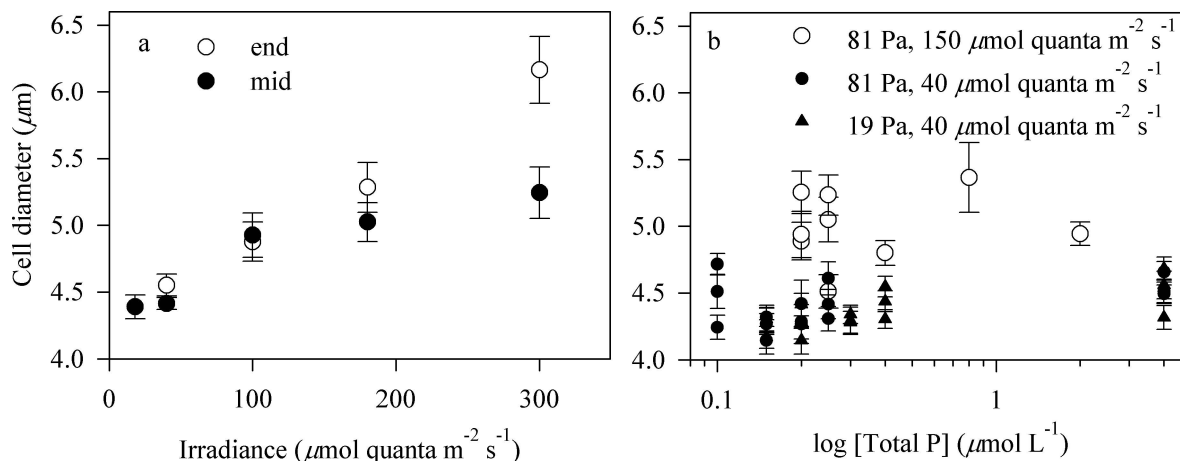 a
end
mid
6.5
6.0
5.5
5.0
4.5
4.0
Cell diameter (μm)
0
100
200
300
Irradiance (μmol quanta m⁻² s⁻¹)
b
81 Pa, 150 μmol quanta m⁻² s⁻¹
81 Pa, 40 μmol quanta m⁻² s⁻¹
19 Pa, 40 μmol quanta m⁻² s⁻¹
6.5
6.0
5.5
5.0
4.5
4.0
0.1
1
log [Total P] (μmol L⁻¹)